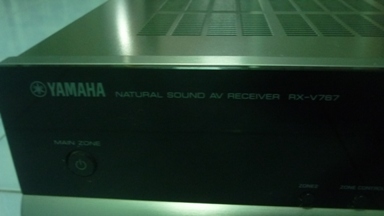 YAMAHA NATURAL SOUND AV RECEIVER RX-V767
MAIN ZONE